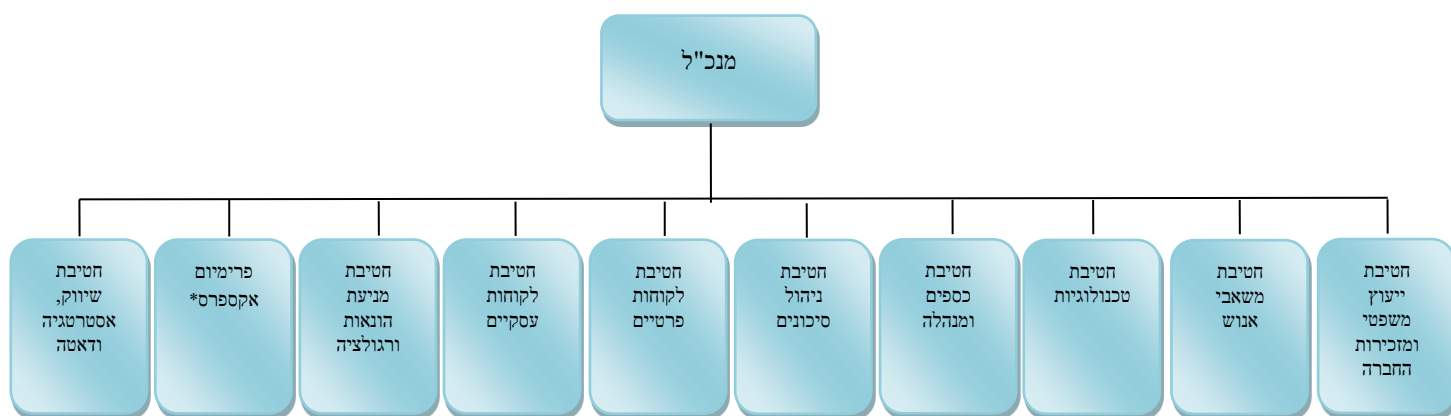 מנכ"ל
חטיבת
ייעוץ
משפטי
ומזכירות
החברה
חטיבת
משאבי
אנוש
חטיבת
טכנולוגיות
חטיבת
כספים
ומנהלה
חטיבת
ניהול
סיכונים
חטיבת
לקוחות
פרטיים
חטיבת
לקוחות
עסקיים
חטיבת
מניעת
הונאות
ורגולציה
פרימיום
אקספרס*
חטיבת
שיווק,
אסטרטגיה
ודאטה